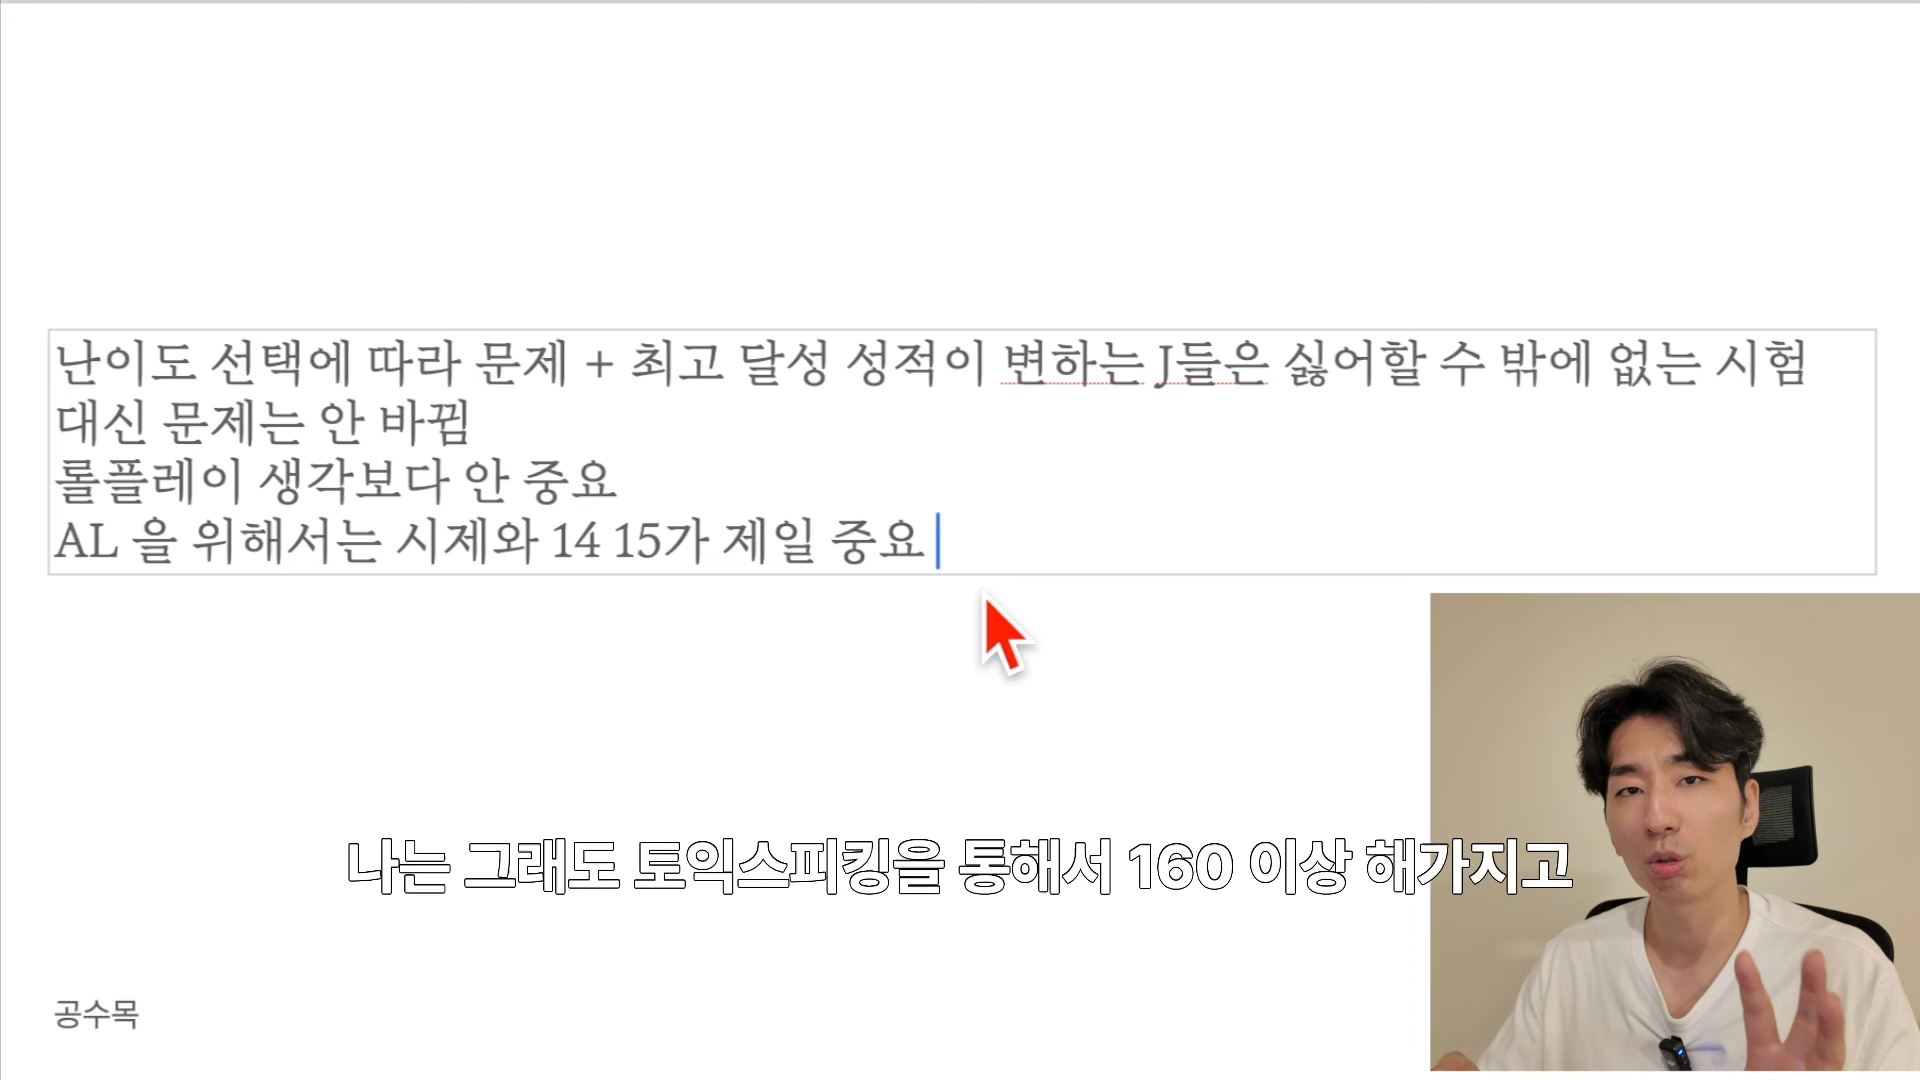 난이도 선택에 따라 문제 + 최고 달성 성적이 변하는 J들은 싫어할 수 밖에 없는 시험
대신 문제는 안 바뀜
롤플레이 생각보다 안 중요
AL 을 위해서는 시제와 14 15가 제일 중요
나는 그래도 토익스피킹을 통해서 160 이상 해가지고
공수목